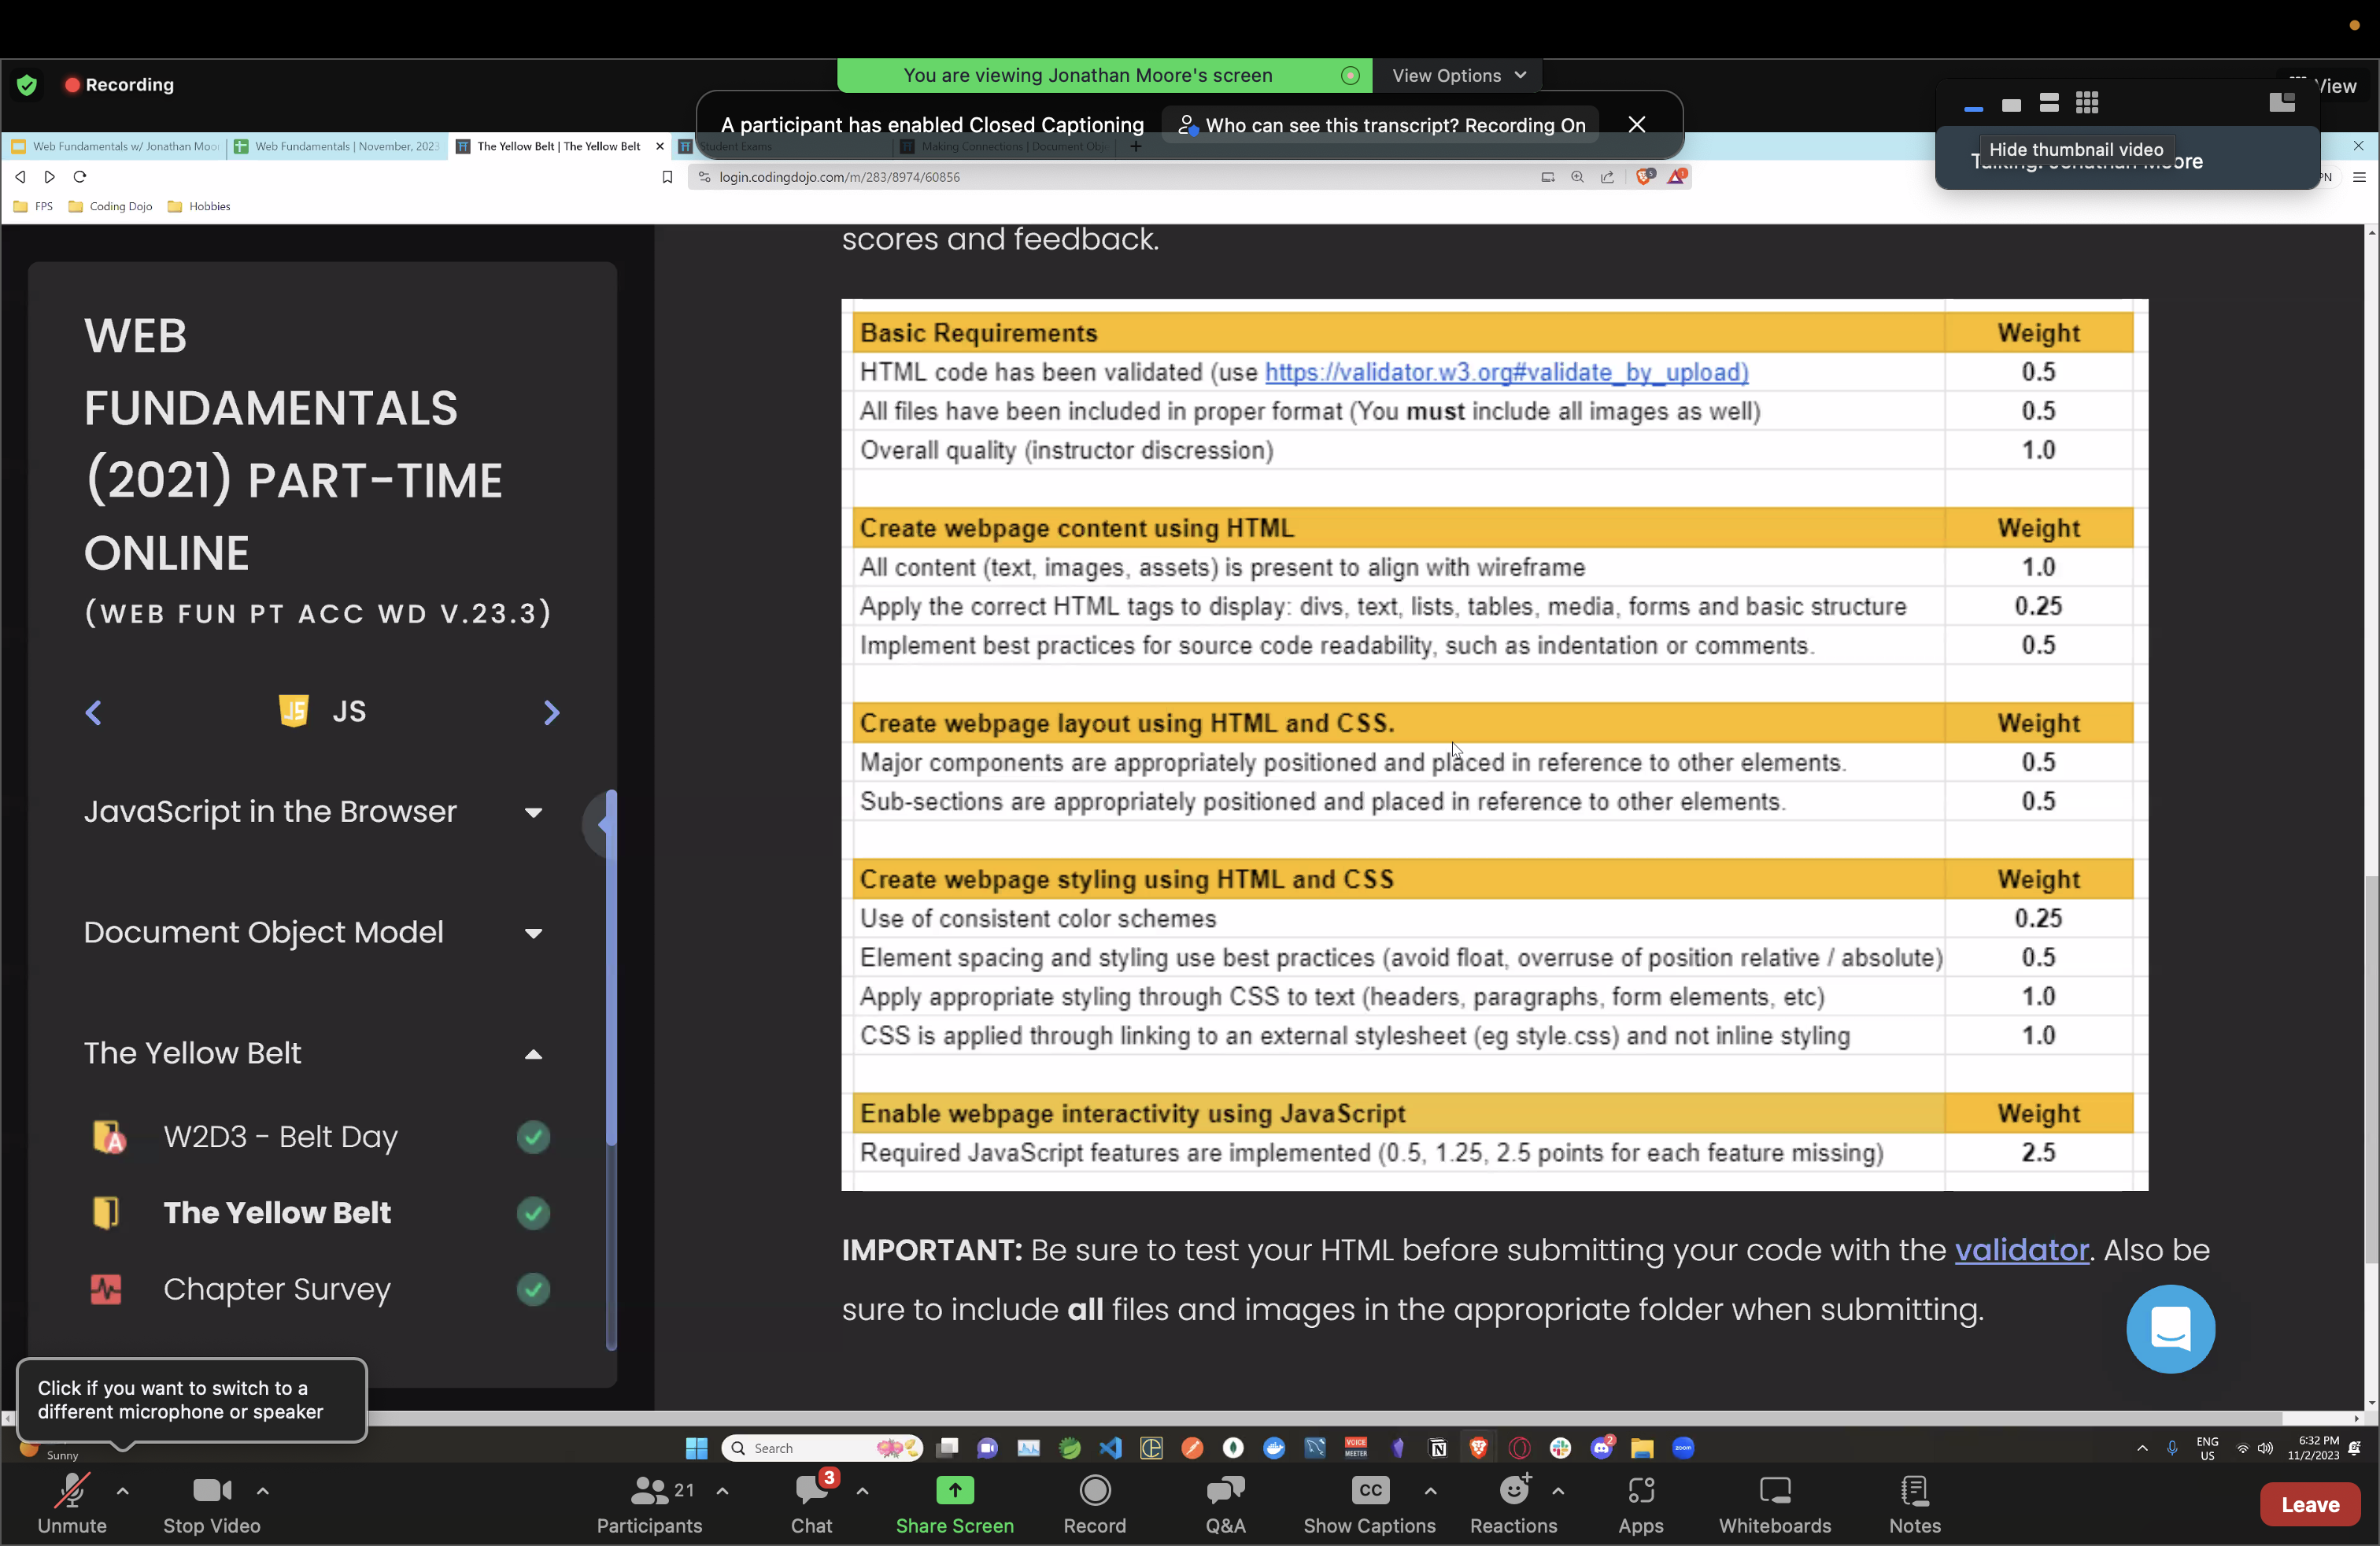 Recording
You are viewing Jonathan Moore's screen
View Options
View
A participant has enabled Closed Captioning
Who can see this transcript? Recording On
Hide thumbnail video
Web Fundamentals w/ Jonathan Moor
Web Fundamentals | November, 2023
The Yellow Belt | The Yellow Belt
Student Exams
Making Connections | Document Obj
login.codingdojo.com/m/283/8974/60856
FPS
Coding Dojo
Hobbies
scores and feedback.
WEB
FUNDAMENTALS
(2021) PART-TIME
ONLINE
(WEB FUN PT ACC WD V.23.3)
JS
JS
JavaScript in the Browser
Document Object Model
The Yellow Belt
W2D3 - Belt Day
The Yellow Belt
Chapter Survey
Basic Requirements Weight
HTML code has been validated (use https://validator.w3.org#validate_by_upload) 0.5
All files have been included in proper format (You must include all images as well) 0.5
Overall quality (instructor discression) 1.0
Create webpage content using HTML Weight
All content (text, images, assets) is present to align with wireframe 1.0
Apply the correct HTML tags to display: divs, text, lists, tables, media, forms and basic structure 0.25
Implement best practices for source code readability, such as indentation or comments. 0.5
Create webpage layout using HTML and CSS. Weight
Major components are appropriately positioned and placed in reference to other elements. 0.5
Sub-sections are appropriately positioned and placed in reference to other elements. 0.5
Create webpage styling using HTML and CSS Weight
Use of consistent color schemes 0.25
Element spacing and styling use best practices (avoid float, overruse of position relative / absolute) 0.5
Apply appropriate styling through CSS to text (headers, paragraphs, form elements, etc) 1.0
CSS is applied through linking to an external stylesheet (eg style.css) and not inline styling 1.0
Enable webpage interactivity using JavaScript Weight
Required JavaScript features are implemented (0.5, 1.25, 2.5 points for each feature missing) 2.5
IMPORTANT: Be sure to test your HTML before submitting your code with the validator. Also be
sure to include all files and images in the appropriate folder when submitting.
Click if you want to switch to a
different microphone or speaker
Sunny
Search
VOICE
MEETER
zoom
2
ENG
US
6:32 PM
11/2/2023
21
3
CC
Unmute
Stop Video
Participants
Chat
Share Screen
Record
Q&A
Show Captions
Reactions
Apps
Whiteboards
Notes
Leave